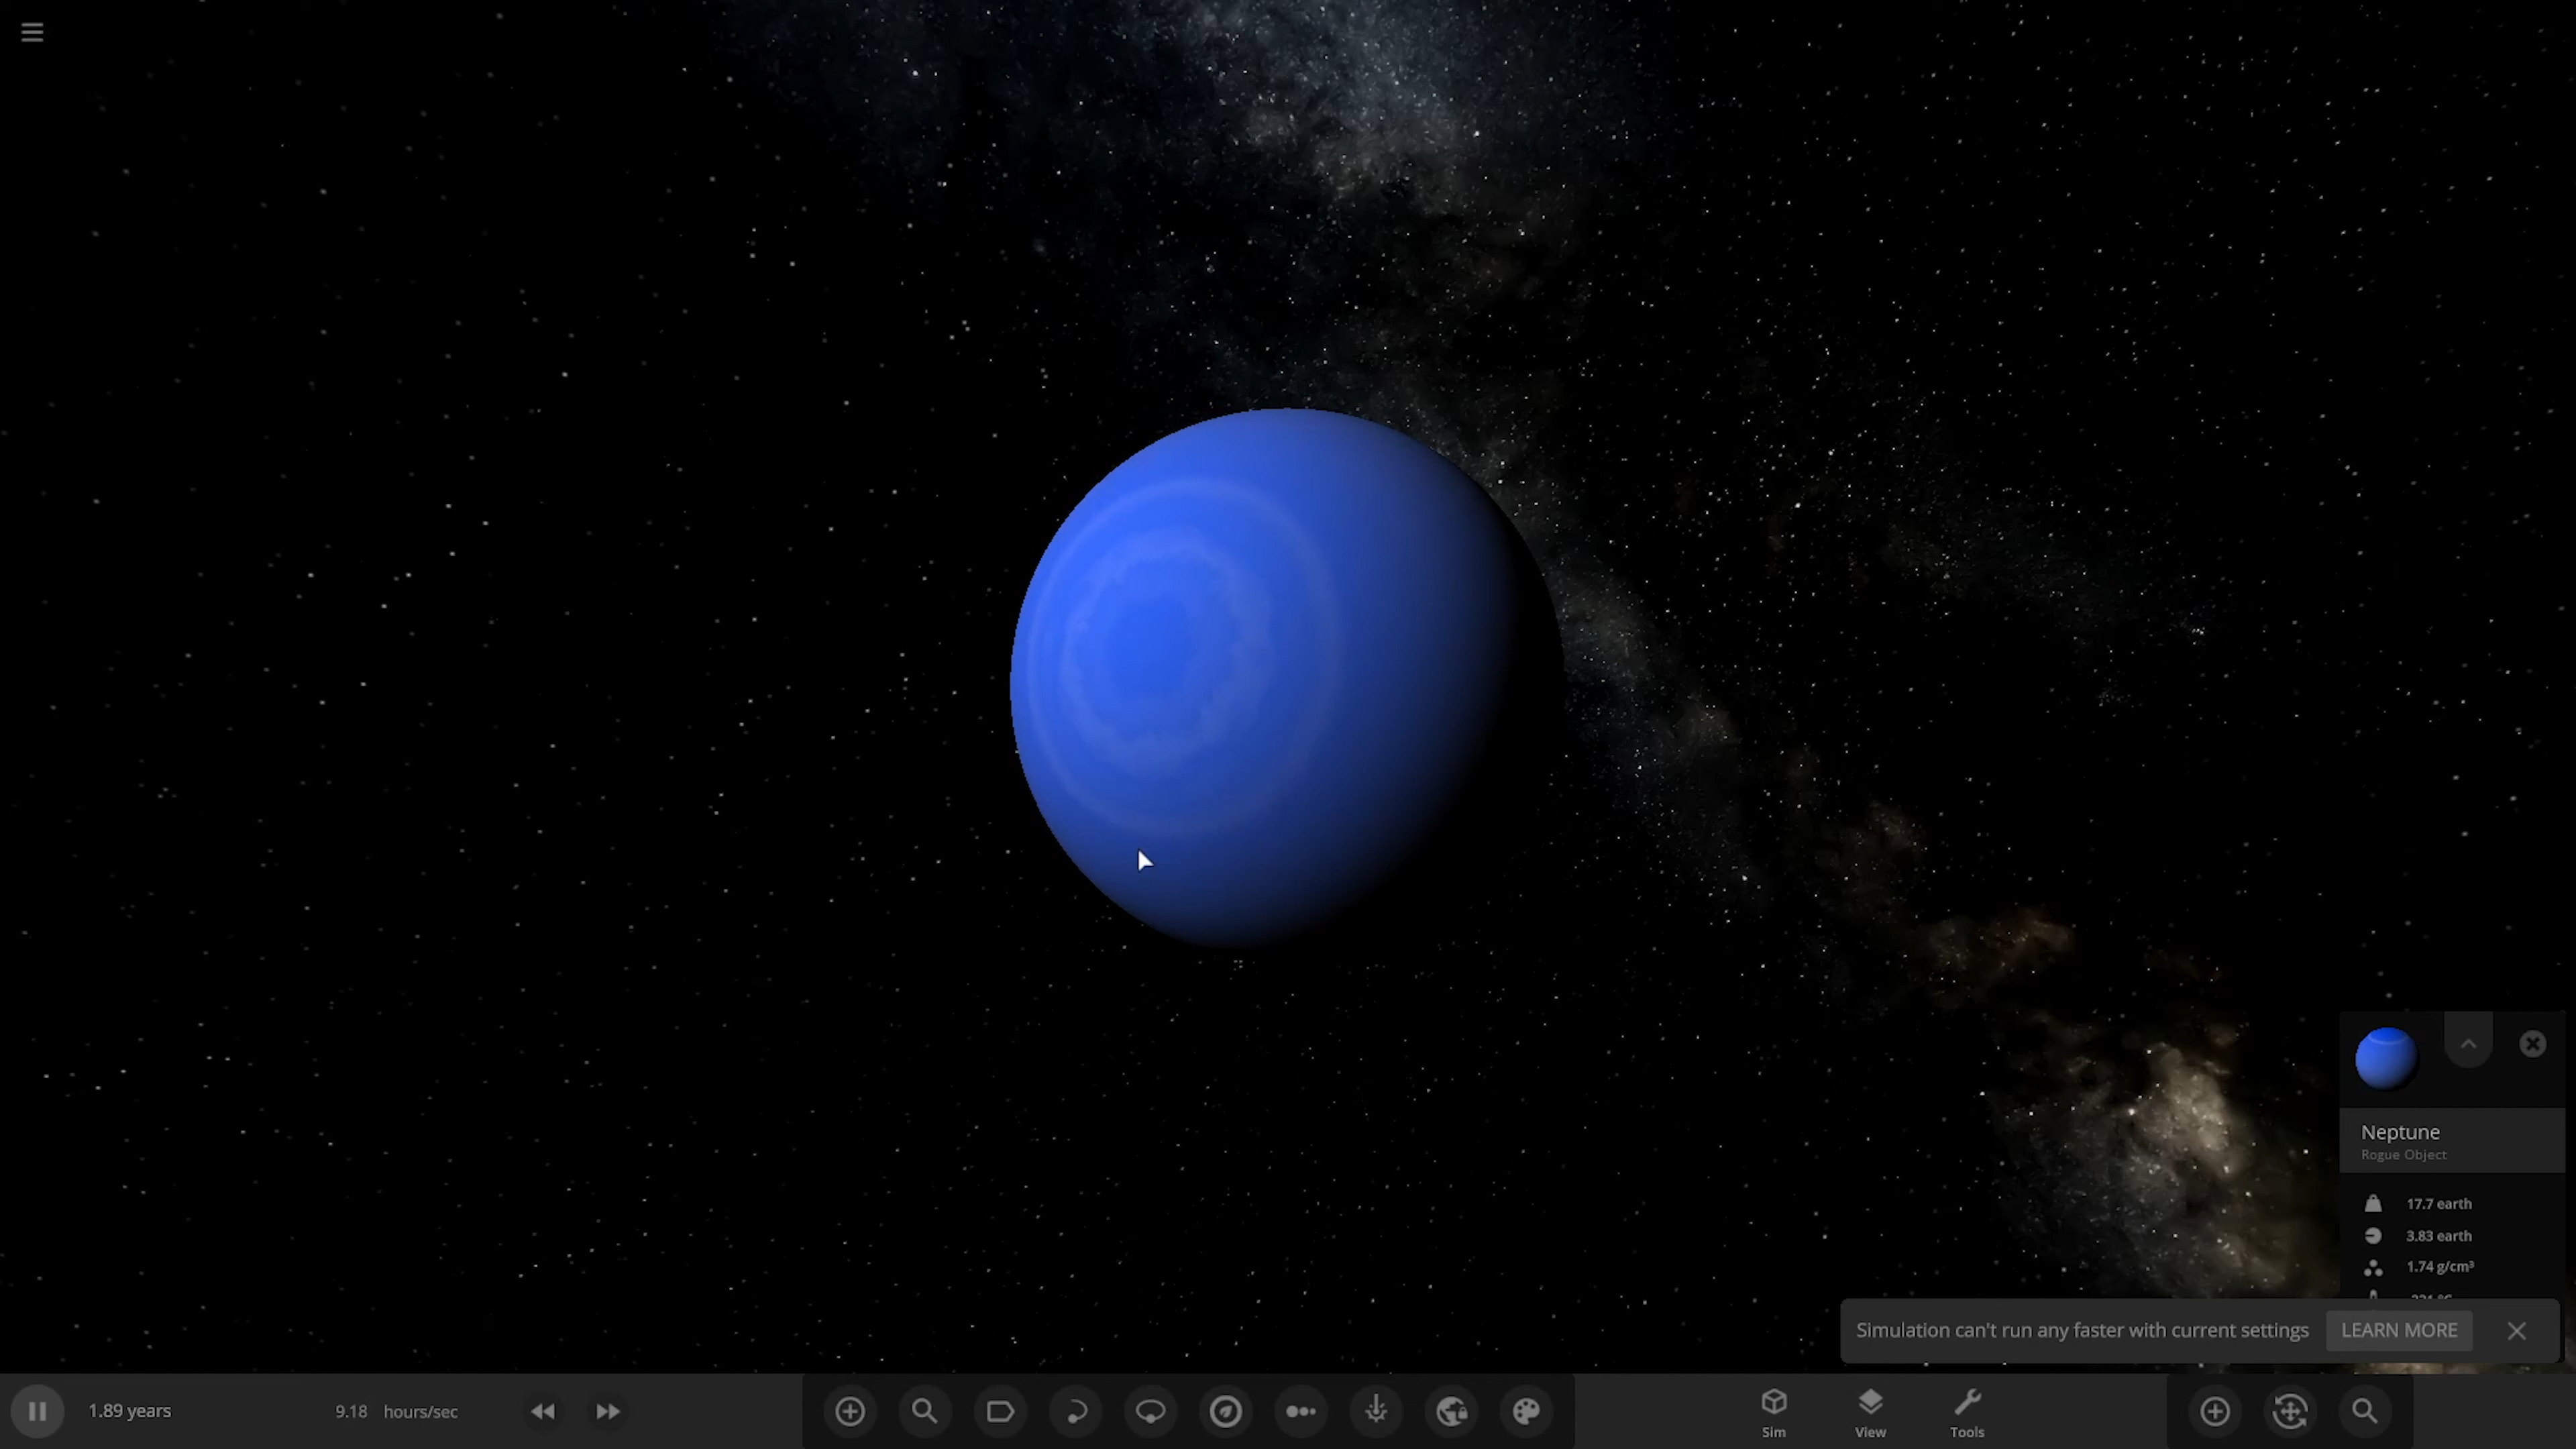 Neptune
Rogue Object
17.7 earth
3.83 earth
1.74 g/cm³
Simulation can't run any faster with current settings LEARN MORE
1.89 years 9.18 hours/sec
Sim View Tools